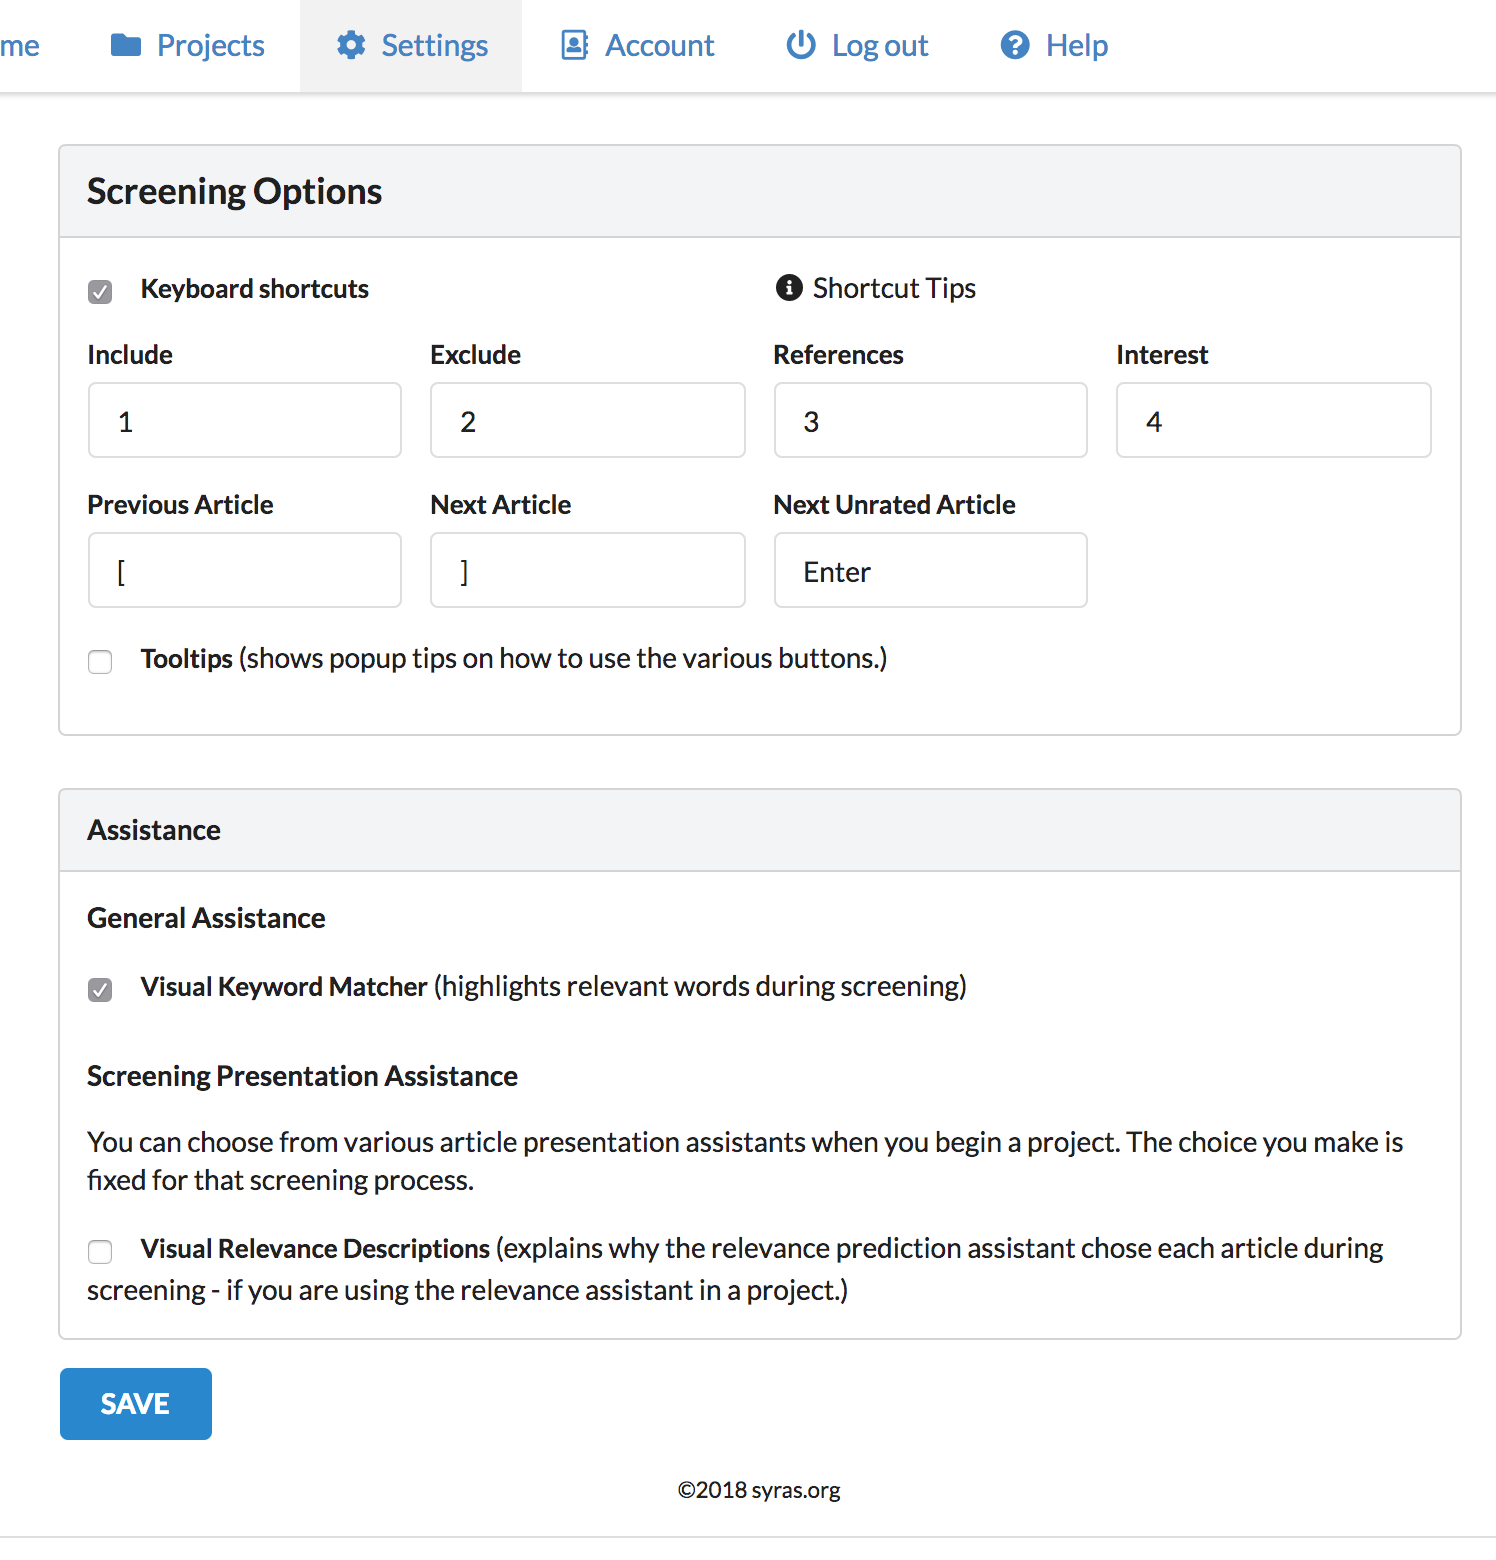 me Projects Settings Account Log out Help
Screening Options
Keyboard shortcuts Shortcut Tips
Include Exclude References Interest
1 2 3 4
Previous Article Next Article Next Unrated Article
[ ] Enter
Tooltips (shows popup tips on how to use the various buttons.)
Assistance
General Assistance
Visual Keyword Matcher (highlights relevant words during screening)
Screening Presentation Assistance
You can choose from various article presentation assistants when you begin a project. The choice you make is
fixed for that screening process.
Visual Relevance Descriptions (explains why the relevance prediction assistant chose each article during
screening - if you are using the relevance assistant in a project.)
SAVE
©2018 syras.org